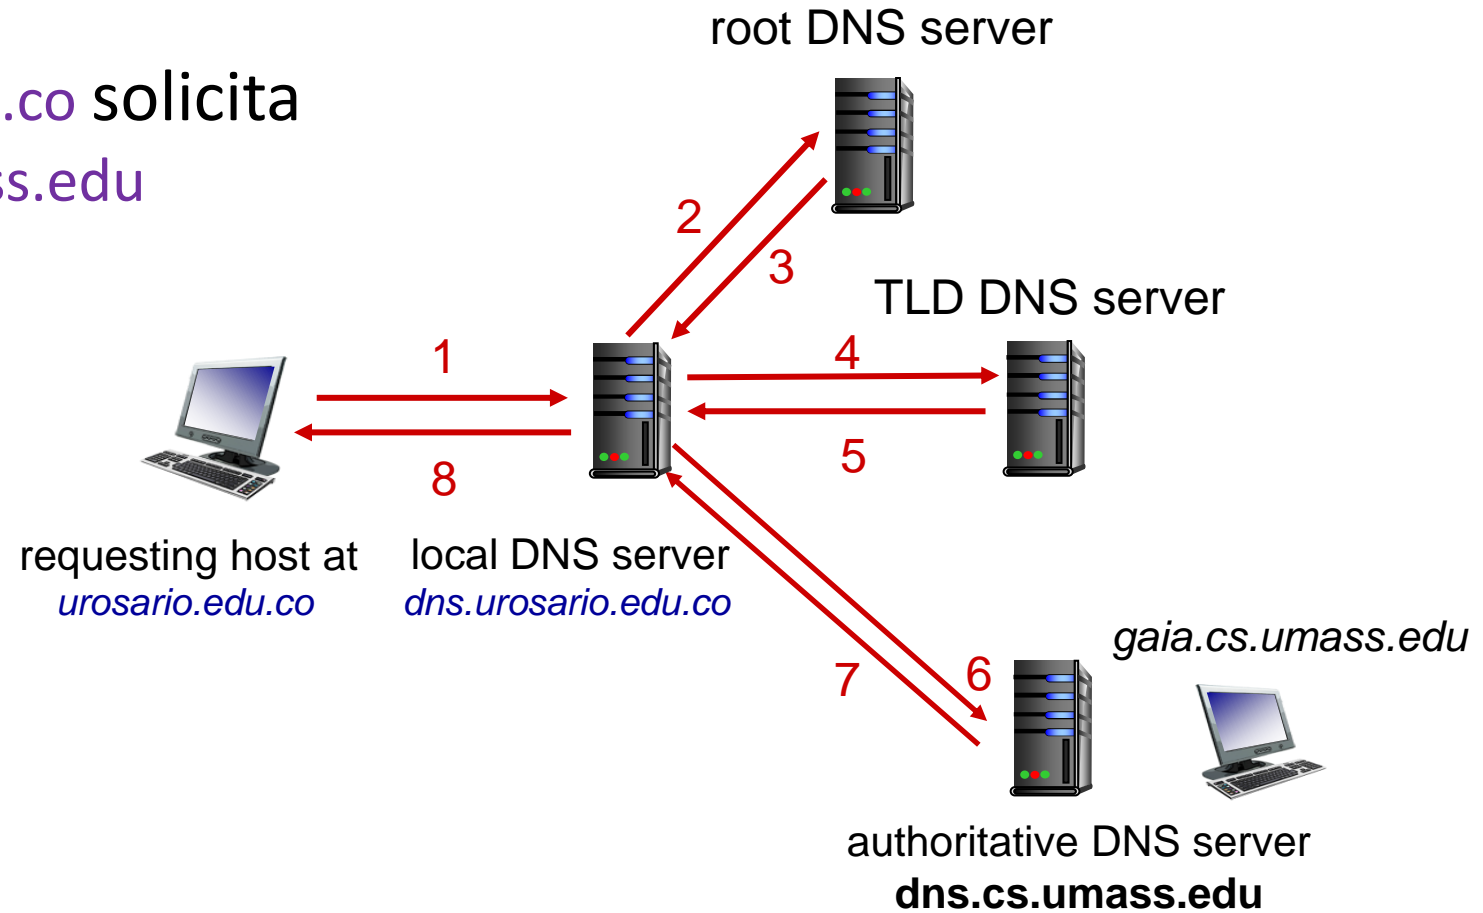 root DNS server
.co solicita
ss.edu
2
3
TLD DNS server
1
4
8
5
requesting host at
urosario.edu.co
local DNS server
dns.urosario.edu.co
gaia.cs.umass.edu
7
6
authoritative DNS server
dns.cs.umass.edu